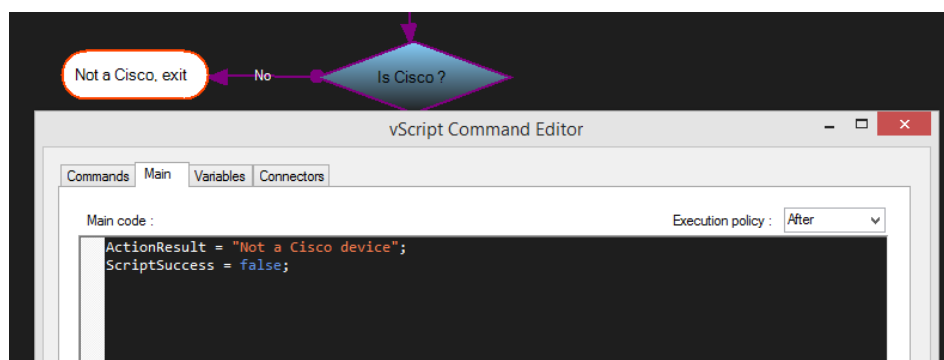 Not a Cisco, exit
No
Is Cisco ?
vScript Command Editor
Commands Main Variables Connectors
Main code :
Execution policy : After
ActionResult = "Not a Cisco device";
ScriptSuccess = false;